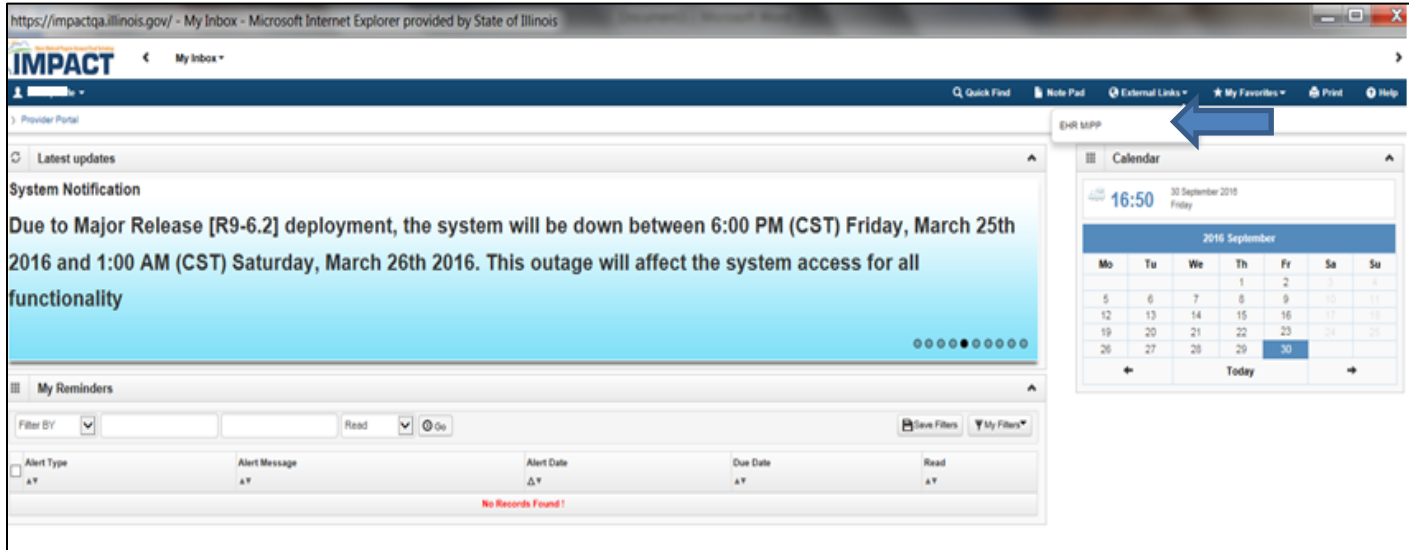 https://impactqa.illinois.gov/ - My Inbox - Microsoft Internet Explorer provided by State of Illinois
IMPACT
My Inbox
Quick Find Note Pad External Links My Favorites Print Help
Provider Portal
EHR MIPP
Latest updates
System Notification
Due to Major Release [R9-6.2] deployment, the system will be down between 6:00 PM (CST) Friday, March 25th
2016 and 1:00 AM (CST) Saturday, March 26th 2016. This outage will affect the system access for all
functionality
Calendar
16:50
30 September 2016
Friday
2016 September
Mo Tu We Th Fr Sa Su
1 2 3 4
5 6 7 8 9 10 11
12 13 14 15 16 17 18
19 20 21 22 23 24 25
26 27 28 29 30
Today
My Reminders
Filter BY Read Go Save Filters My Filters
Alert Type Alert Message Alert Date Due Date Read
No Records Found !